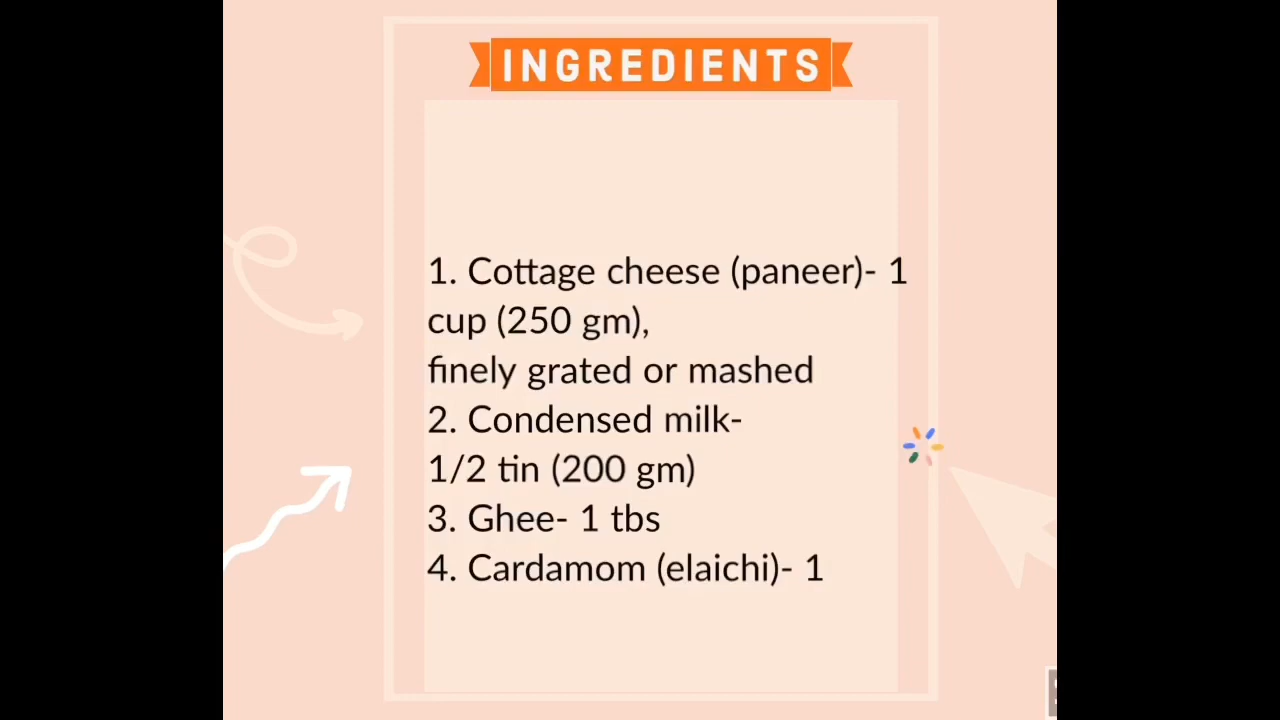 INGREDIENTS
1. Cottage cheese (paneer)- 1
cup (250 gm),
finely grated or mashed
2. Condensed milk-
1/2 tin (200 gm)
3. Ghee- 1 tbs
4. Cardamom (elaichi)- 1